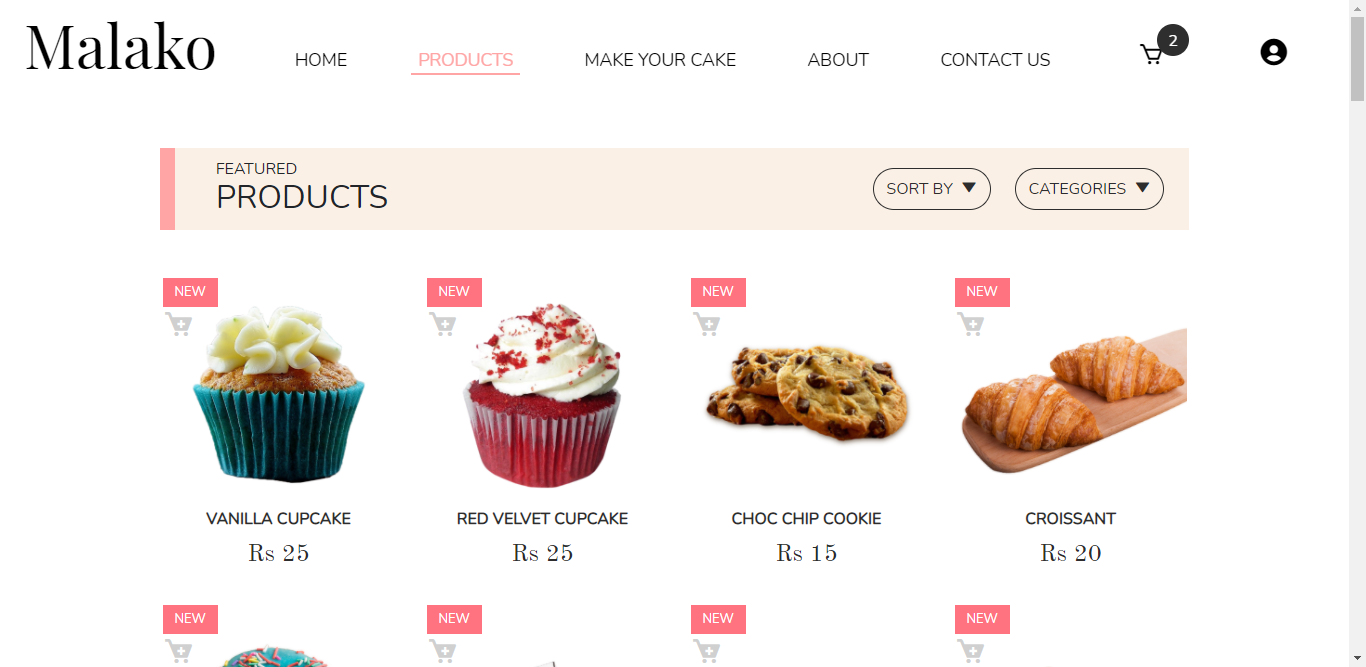 Malako
HOME
PRODUCTS
MAKE YOUR CAKE
ABOUT
CONTACT US
2
FEATURED
PRODUCTS
SORT BY
CATEGORIES
NEW
NEW
NEW
NEW
VANILLA CUPCAKE
RED VELVET CUPCAKE
CHOC CHIP COOKIE
CROISSANT
Rs 25
Rs 25
Rs 15
Rs 20
NEW
NEW
NEW
NEW